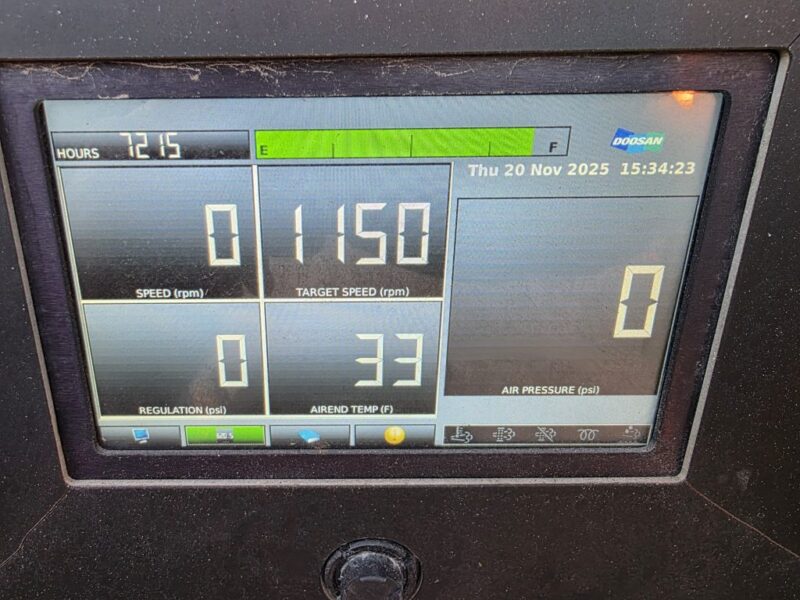 HOURS 7215
E F
DOOSAN
Thu 20 Nov 2025 15:34:23
0
SPEED (rpm)
1150
TARGET SPEED (rpm)
0
AIR PRESSURE (psi)
0
REGULATION (psi)
33
AIREND TEMP (F)